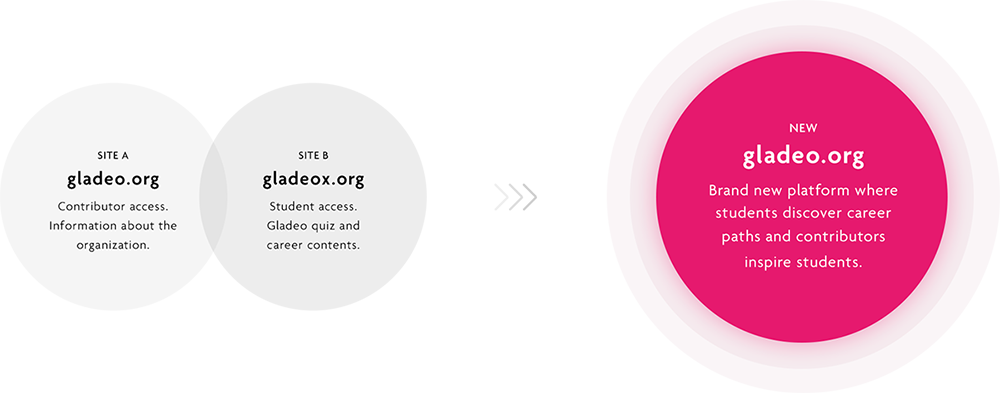 SITE A
gladeo.org
Contributor access.
Information about the
organization.
SITE B
gladeox.org
Student access.
Gladeo quiz and
career contents.
NEW
gladeo.org
Brand new platform where
students discover career
paths and contributors
inspire students.